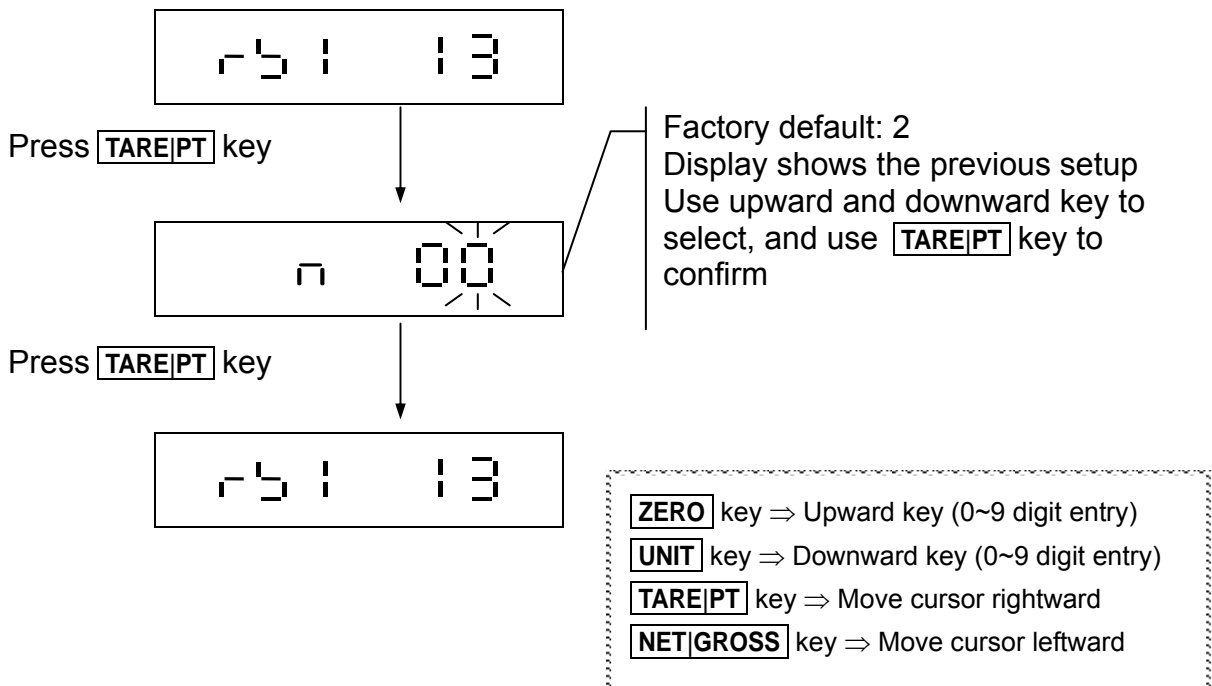 rS1 13
Press TARE|PT key
Factory default: 2
Display shows the previous setup
Use upward and downward key to
select, and use TARE|PT key to
confirm
n 00
Press TARE|PT key
rS1 13
ZERO key ⇒ Upward key (0~9 digit entry)
UNIT key ⇒ Downward key (0~9 digit entry)
TARE|PT key ⇒ Move cursor rightward
NET|GROSS key ⇒ Move cursor leftward